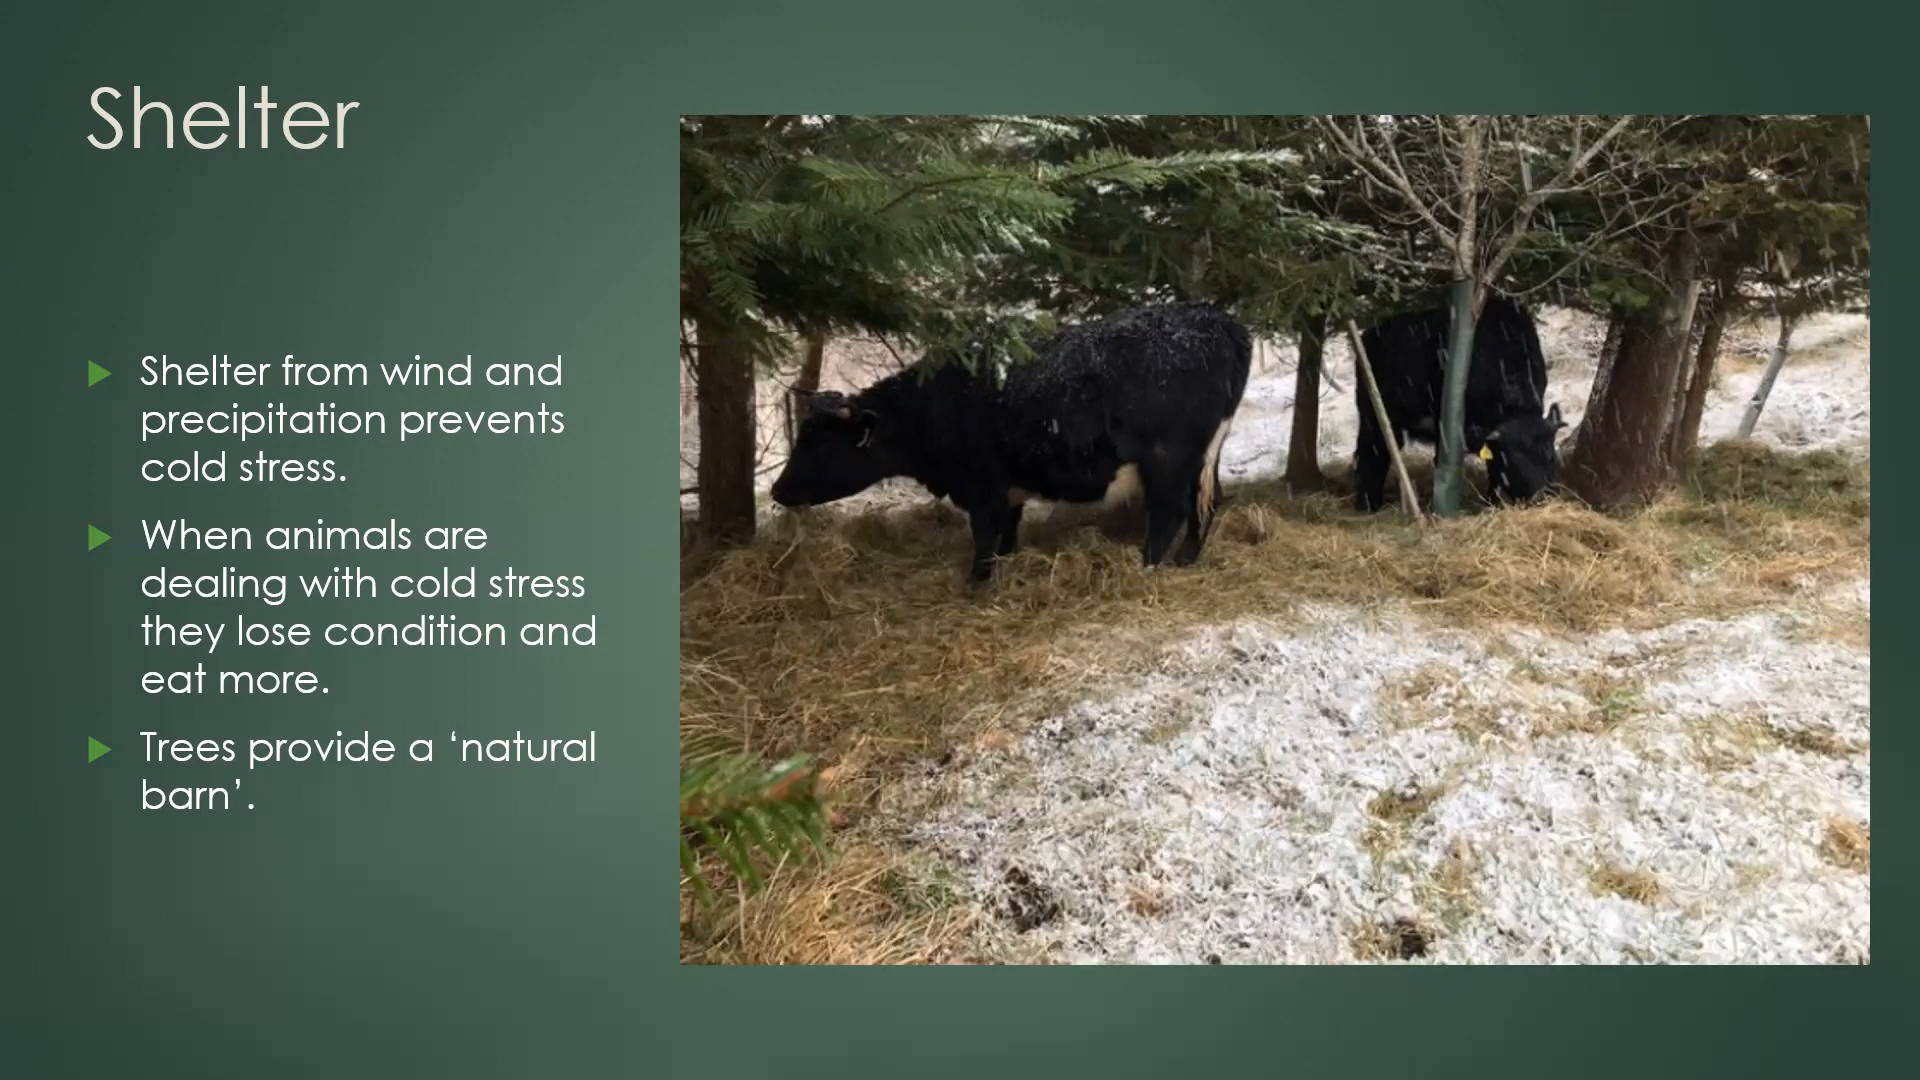 Shelter
Shelter from wind and
precipitation prevents
cold stress.
When animals are
dealing with cold stress
they lose condition and
eat more.
Trees provide a ‘natural
barn’.